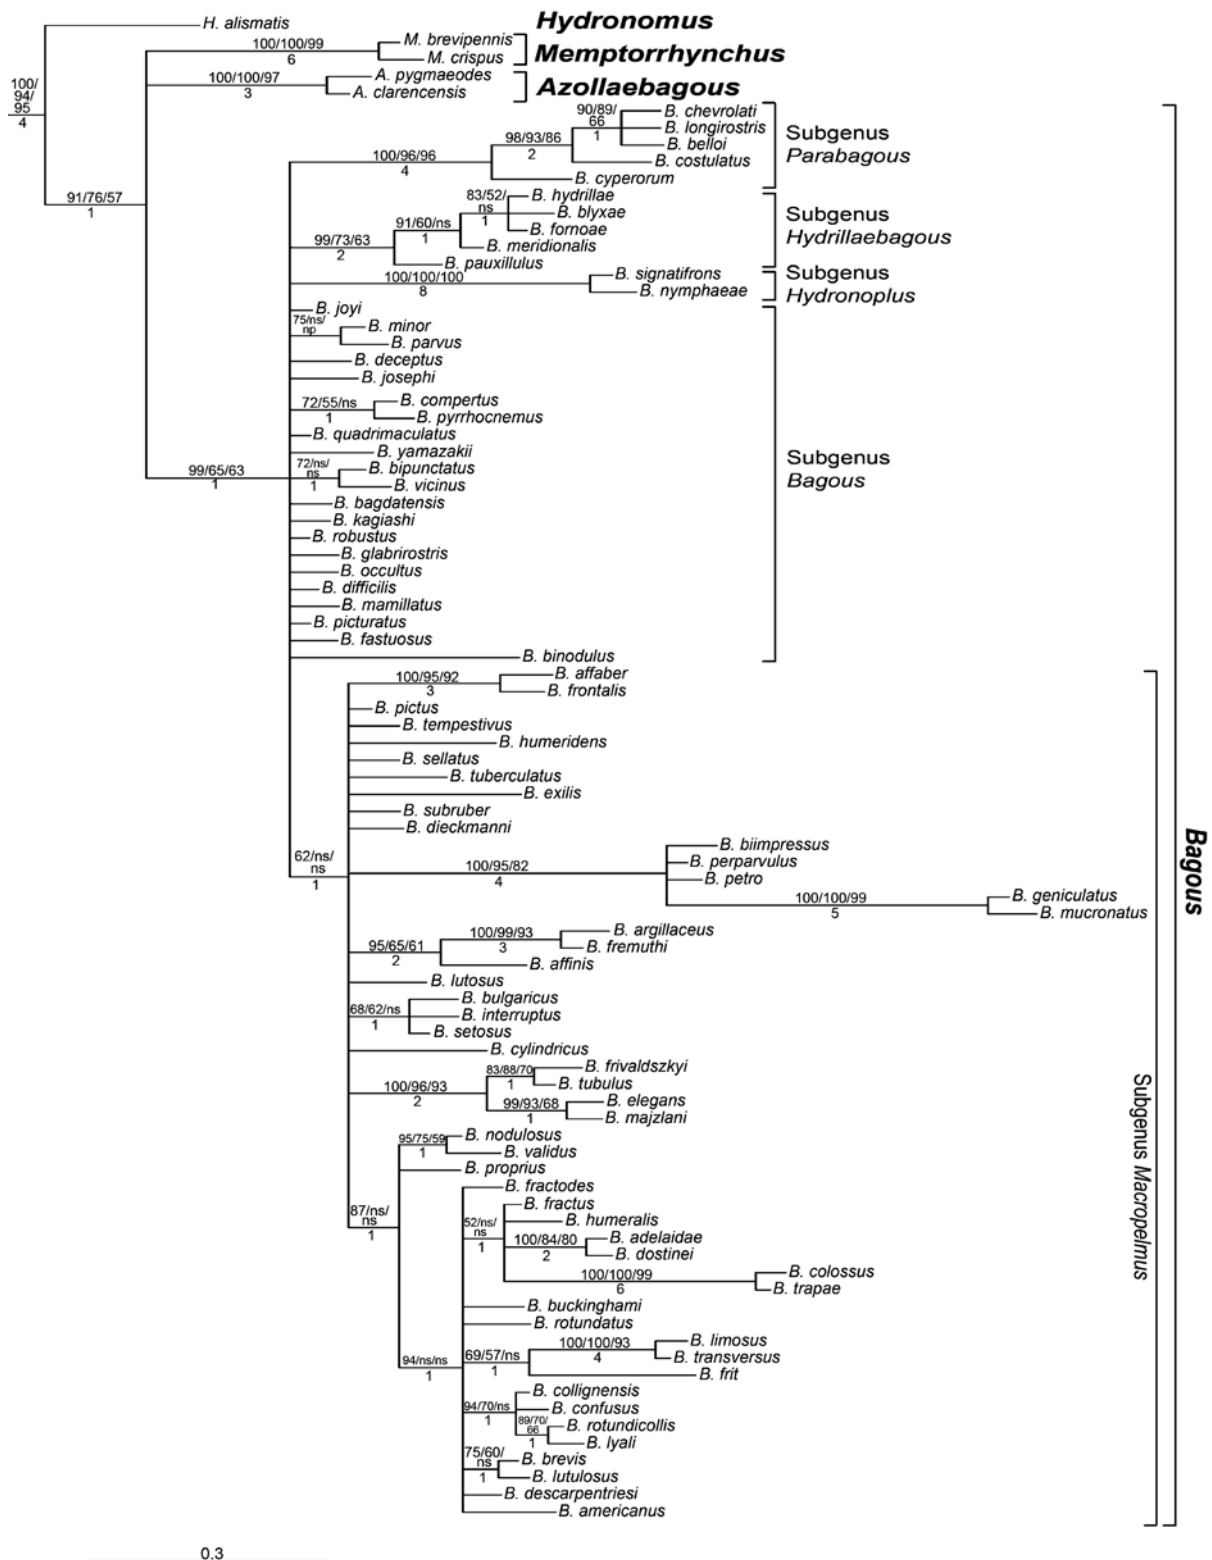 H. alismatis
Hydronomus
100/100/99
6
M. brevipennis
M. crispus
Memptorrhynchus
100/100/97
3
A. pygmaeodes
A. clarencensis
Azollaebagous
100/
94/
95
4
91/76/57
1
100/96/96
4
98/93/86
2
90/89/
66
1
B. chevrolati
B. longirostris
B. belloi
B. costulatus
B. cyperorum
Subgenus
Parabagous
99/73/63
2
91/60/ns
1
83/52/
ns
1
B. hydrillae
B. blyxae
B. fornoae
B. meridionalis
B. pauxillulus
Subgenus
Hydrillaebagous
100/100/100
8
B. signatifrons
B. nymphaeae
Subgenus
Hydronoplus
B. joyi
75/ns/
np
B. minor
B. parvus
B. deceptus
B. josephi
72/55/ns
1
B. compertus
B. pyrrhocnemus
B. quadrimaculatus
B. yamazakii
99/65/63
1
72/ns/
ns
1
B. bipunctatus
B. vicinus
B. bagdatensis
B. kagiashi
B. robustus
B. glabrirostris
B. occultus
B. difficilis
B. mamillatus
B. picturatus
B. fastuosus
B. binodulus
Subgenus
Bagous
100/95/92
3
B. affaber
B. frontalis
B. pictus
B. tempestivus
B. humeridens
B. sellatus
B. tuberculatus
B. exilis
B. subruber
B. dieckmanni
62/ns/
ns
1
100/95/82
4
B. biimpressus
B. perparvulus
B. petro
100/100/99
5
B. geniculatus
B. mucronatus
95/65/61
2
100/99/93
3
B. argillaceus
B. fremuthi
B. affinis
B. lutosus
68/62/ns
1
B. bulgaricus
B. interruptus
B. setosus
B. cylindricus
100/96/93
2
83/88/70
1
B. frivaldszkyi
B. tubulus
99/93/68
1
B. elegans
B. majzlani
87/ns/
ns
1
95/75/59
1
B. nodulosus
B. validus
B. proprius
B. fractodes
52/ns/
ns
1
B. fractus
B. humeralis
100/84/80
2
B. adelaidae
B. dostinei
100/100/99
6
B. colossus
B. trapae
B. buckinghami
B. rotundatus
94/ns/ns
1
69/57/ns
1
100/100/93
4
B. limosus
B. transversus
B. frit
94/70/ns
1
B. collignensis
B. confusus
89/70/
66
1
B. rotundicollis
B. lyali
75/60/
ns
1
B. brevis
B. lutulosus
B. descarpentriesi
B. americanus
Subgenus Macropelmus
Bagous
0.3